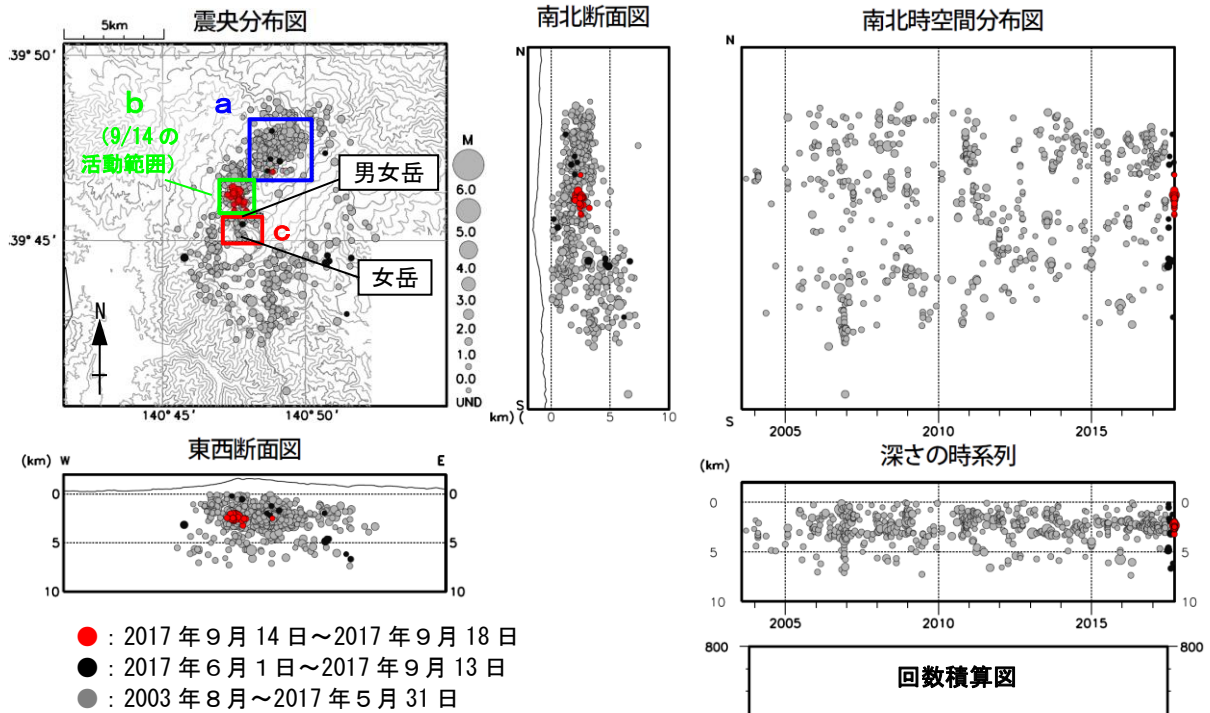 震央分布図
5km
39° 50'
39° 45'
140° 45'
140° 50'
a
b
(9/14 の
活動範囲)
c
男女岳
女岳
N
M
6.0
5.0
4.0
3.0
2.0
1.0
0.0
UND
南北断面図
N
S
km) (
0
5
10
南北時空間分布図
N
S
2005
2010
2015
東西断面図
(km) W
E
0
5
10
0
5
10
深さの時系列
(km)
0
5
10
0
5
10
2005
2010
2015
● : 2017 年９月 14 日～2017 年９月 18 日
● : 2017 年６月１日～2017 年９月 13 日
● : 2003 年８月～2017 年５月 31 日
800
800
回数積算図